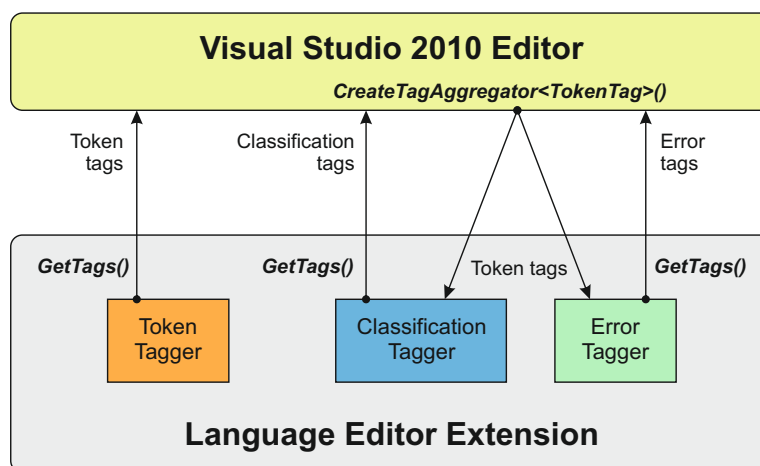 Visual Studio 2010 Editor
CreateTagAggregator<TokenTag>()
Token
tags
Classification
tags
Error
tags
GetTags()
GetTags()
Token tags
GetTags()
Token
Tagger
Classification
Tagger
Error
Tagger
Language Editor Extension